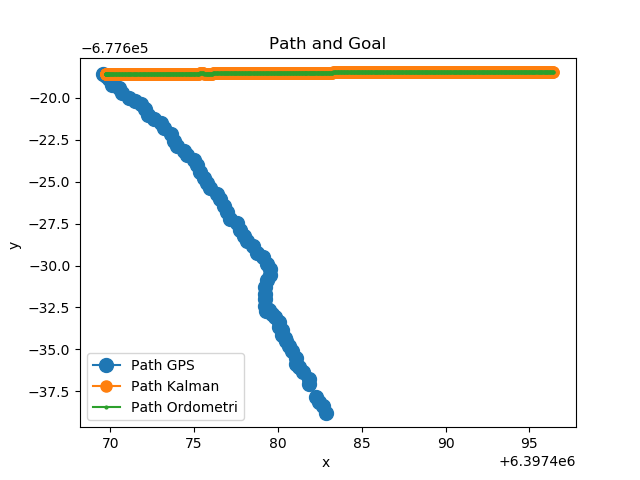 Path and Goal
−6.776e5
−20.0
−22.5
−25.0
−27.5
−30.0
−32.5
−35.0
−37.5
y
Path GPS
Path Kalman
Path Ordometri
70 75 80 85 90 95
x
+6.3974e6